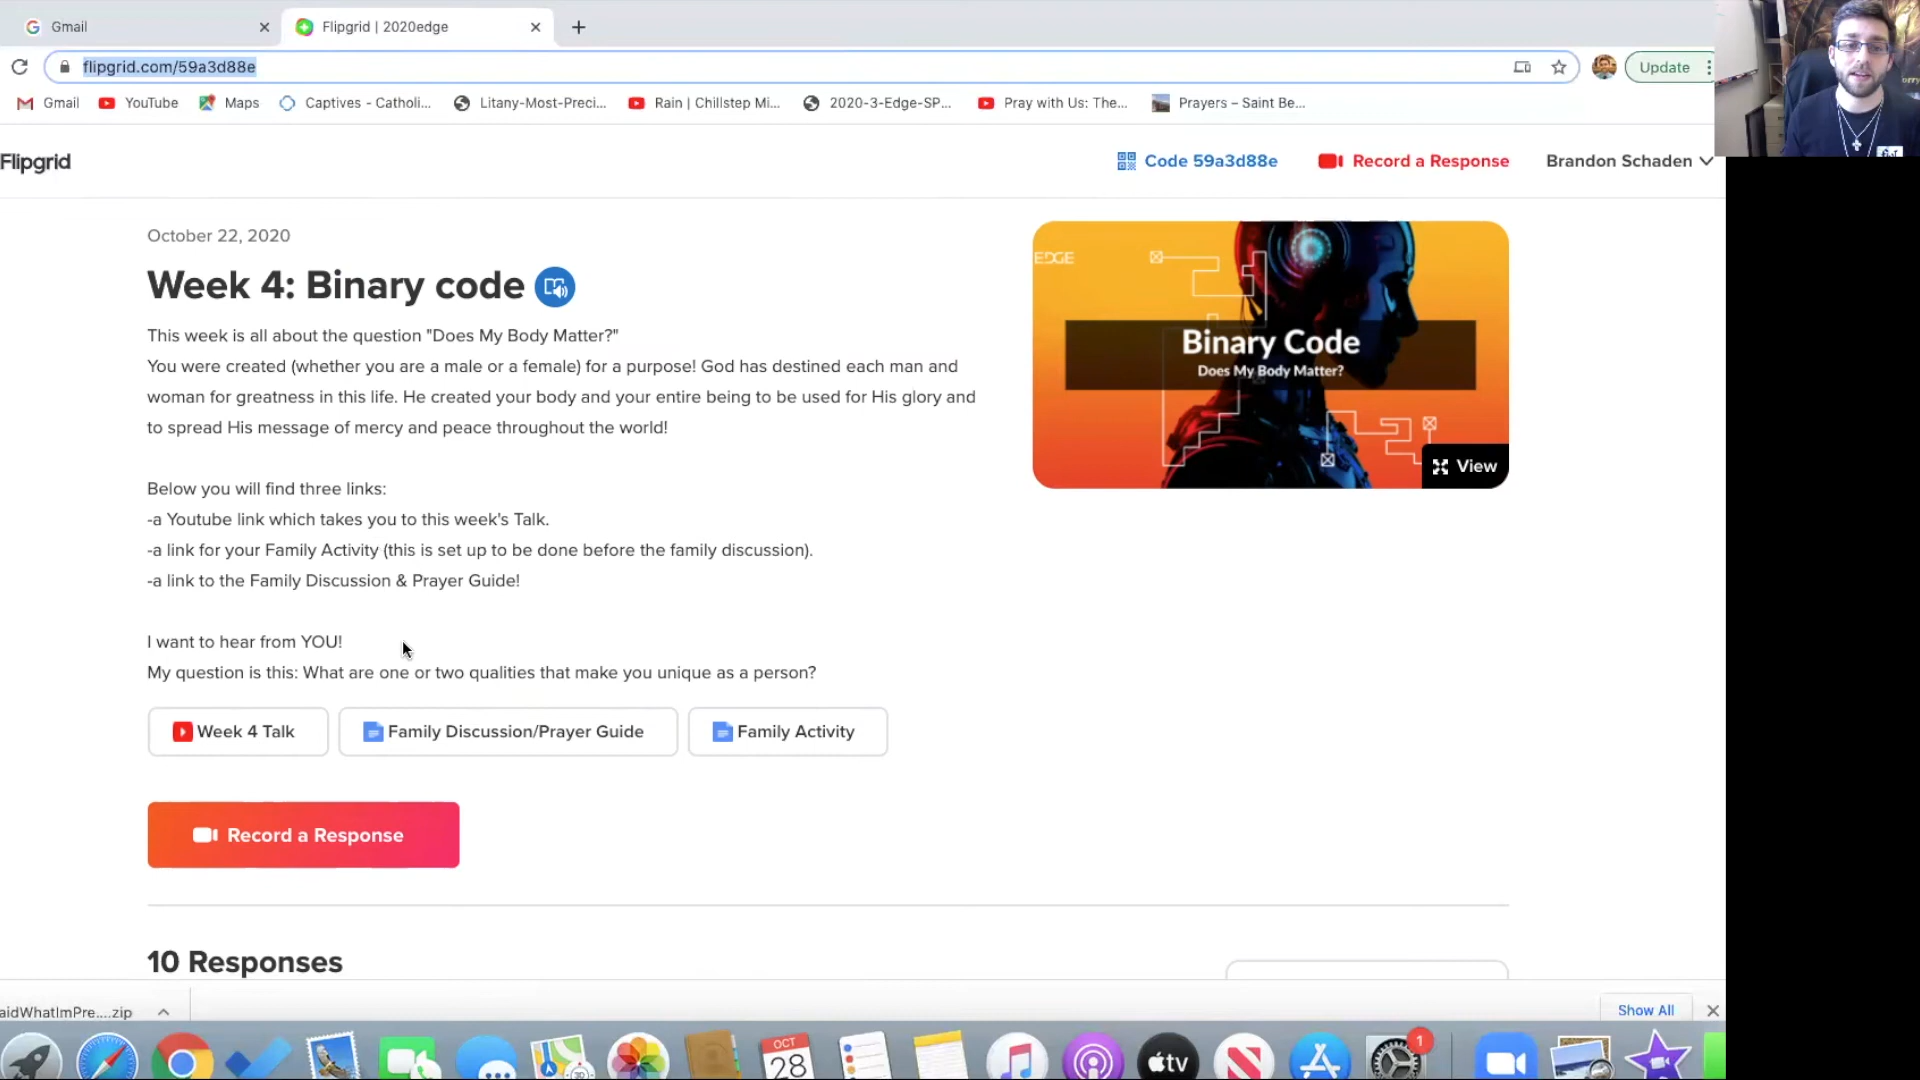 Gmail
Flipgrid | 2020edge
flipgrid.com/59a3d88e
Update
Gmail
YouTube
Maps
Captives - Catholi...
Litany-Most-Preci...
Rain | Chillstep Mi...
2020-3-Edge-SP...
Pray with Us: The...
Prayers – Saint Be...
Flipgrid
Code 59a3d88e
Record a Response
Brandon Schaden
October 22, 2020
Week 4: Binary code
This week is all about the question "Does My Body Matter?"
You were created (whether you are a male or a female) for a purpose! God has destined each man and
woman for greatness in this life. He created your body and your entire being to be used for His glory and
to spread His message of mercy and peace throughout the world!
Below you will find three links:
-a Youtube link which takes you to this week's Talk.
-a link for your Family Activity (this is set up to be done before the family discussion).
-a link to the Family Discussion & Prayer Guide!
I want to hear from YOU!
My question is this: What are one or two qualities that make you unique as a person?
EDGE
Binary Code
Does My Body Matter?
View
Week 4 Talk
Family Discussion/Prayer Guide
Family Activity
Record a Response
10 Responses
aidWhatImPre....zip
Show All
OCT
28
tv
1